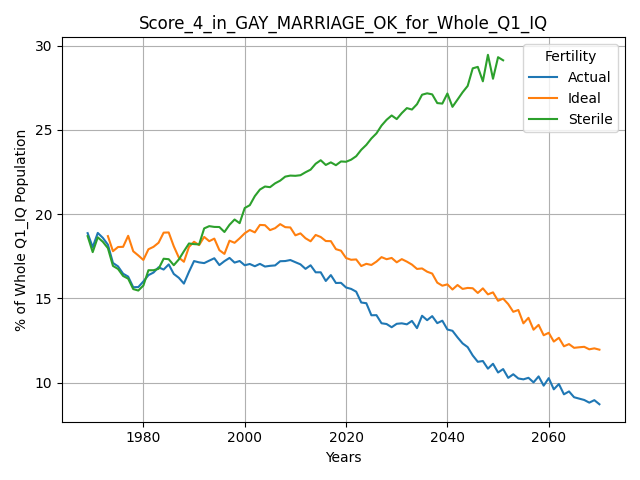 Score_4_in_GAY_MARRIAGE_OK_for_Whole_Q1_IQ
% of Whole Q1_IQ Population
30
25
20
15
10
Fertility
Actual
Ideal
Sterile
1980
2000
2020
2040
2060
Years